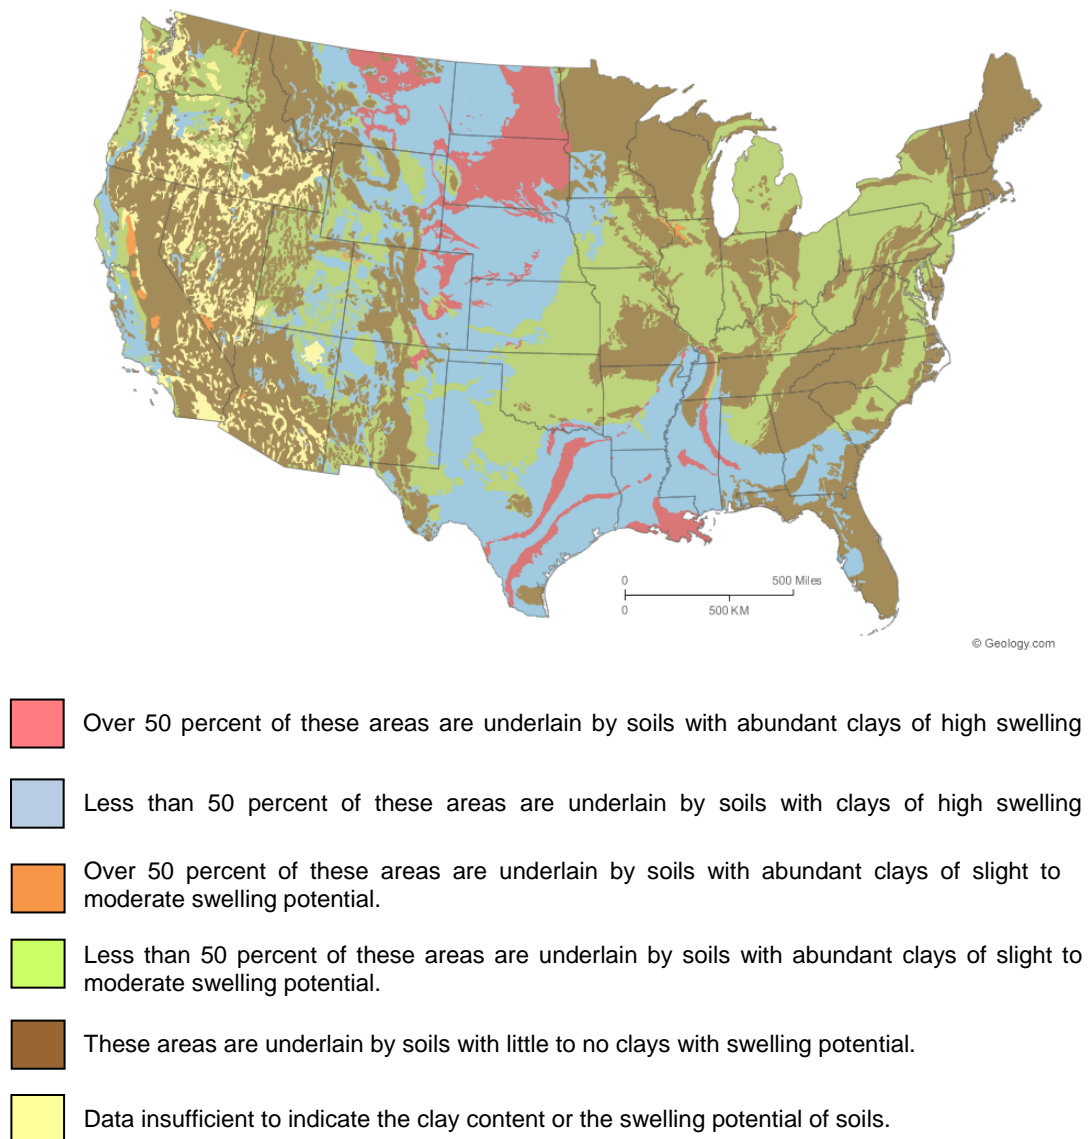 0 500 Miles
0 500 KM
© Geology.com
Over 50 percent of these areas are underlain by soils with abundant clays of high swelling
Less than 50 percent of these areas are underlain by soils with clays of high swelling
Over 50 percent of these areas are underlain by soils with abundant clays of slight to
moderate swelling potential.
Less than 50 percent of these areas are underlain by soils with abundant clays of slight to
moderate swelling potential.
These areas are underlain by soils with little to no clays with swelling potential.
Data insufficient to indicate the clay content or the swelling potential of soils.